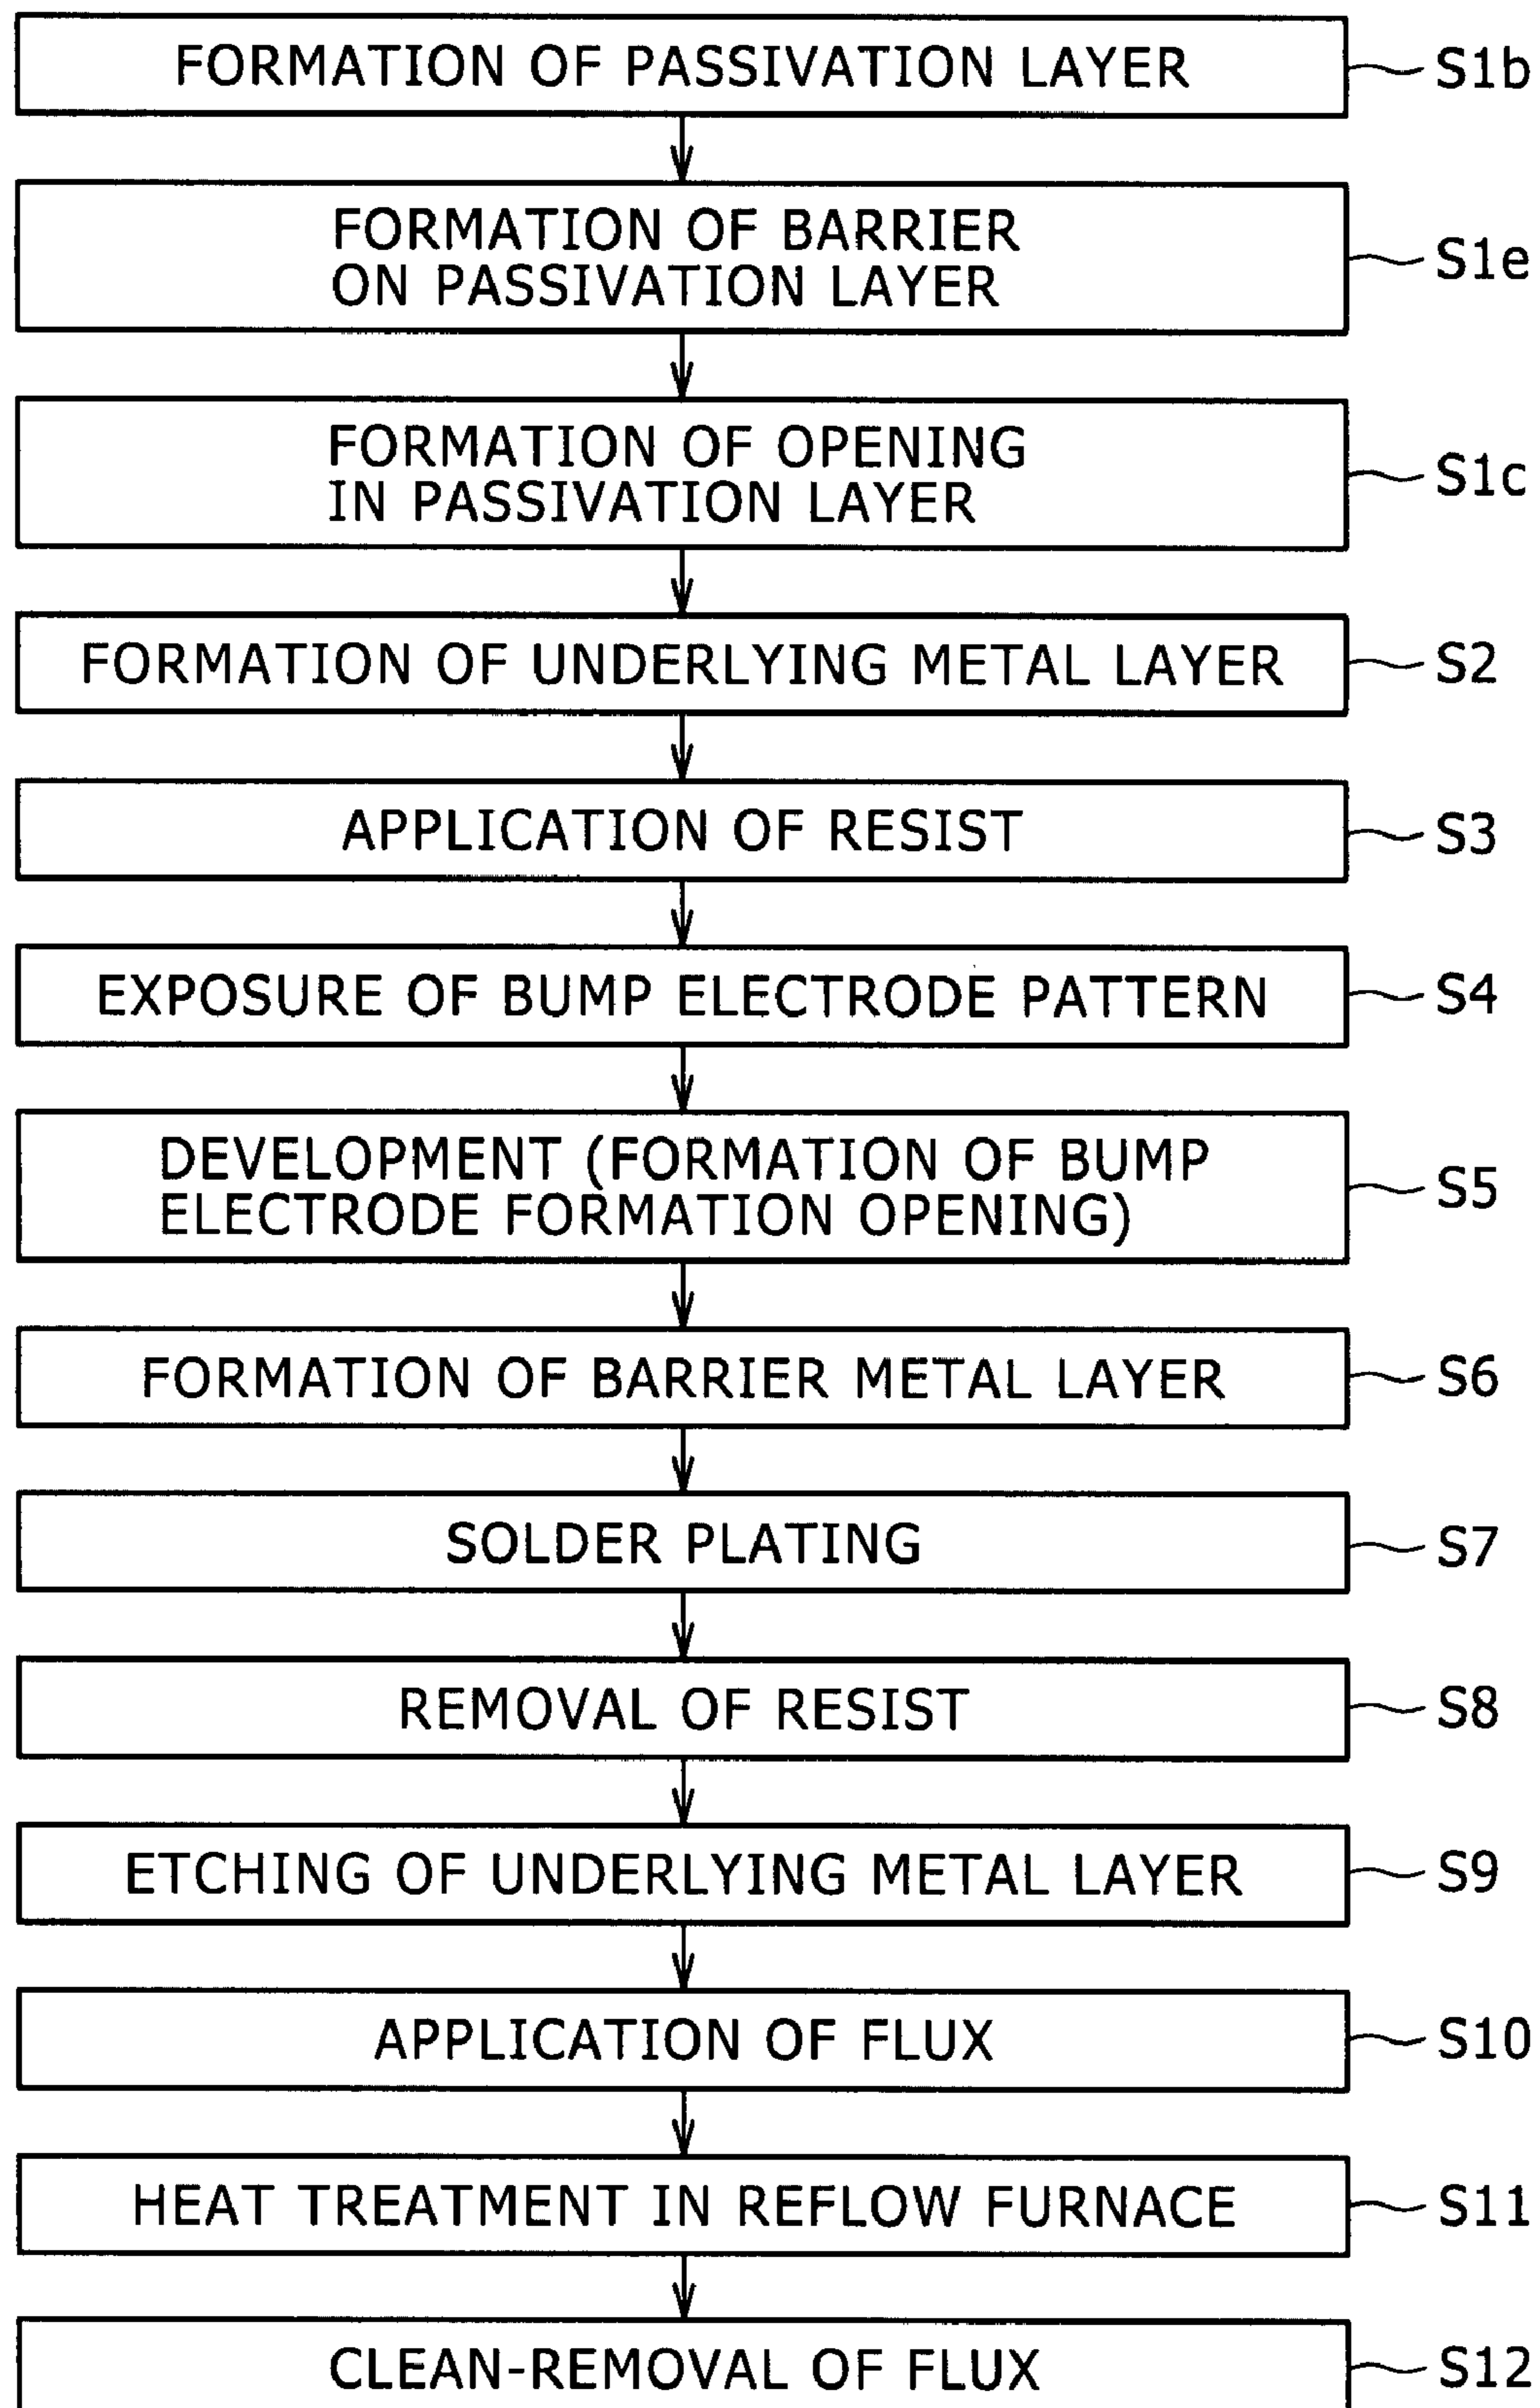 FORMATION OF PASSIVATION LAYER
S1b
FORMATION OF BARRIER
ON PASSIVATION LAYER
S1e
FORMATION OF OPENING
IN PASSIVATION LAYER
S1c
FORMATION OF UNDERLYING METAL LAYER
S2
APPLICATION OF RESIST
S3
EXPOSURE OF BUMP ELECTRODE PATTERN
S4
DEVELOPMENT (FORMATION OF BUMP
ELECTRODE FORMATION OPENING)
S5
FORMATION OF BARRIER METAL LAYER
S6
SOLDER PLATING
S7
REMOVAL OF RESIST
S8
ETCHING OF UNDERLYING METAL LAYER
S9
APPLICATION OF FLUX
S10
HEAT TREATMENT IN REFLOW FURNACE
S11
CLEAN-REMOVAL OF FLUX
S12